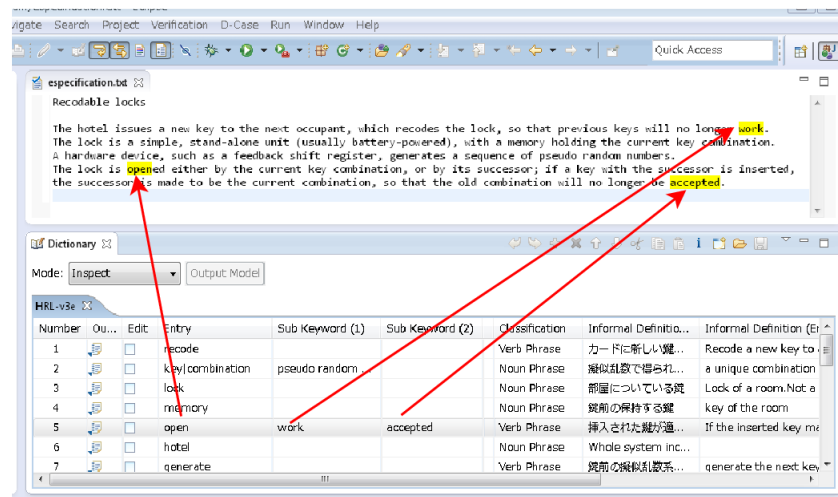 vigate Search Project Verification D-Case Run Window Help
Quick Access
especification.txt
Recodable locks
The hotel issues a new key to the next occupant, which recodes the lock, so that previous keys will no longer work.
The lock is a simple, stand-alone unit (usually battery-powered), with a memory holding the current key combination.
A hardware device, such as a feedback shift register, generates a sequence of pseudo random numbers.
The lock is opened either by the current key combination, or by its successor; if a key with the successor is inserted,
the successor is made to be the current combination, so that the old combination will no longer be accepted.
Dictionary
Mode: Inspect Output Model
HRL-v3e
Number Ou... Edit Entry Sub Keyword (1) Sub Keyword (2) Classification Informal Definitio... Informal Definition (Er
1 recode Verb Phrase カードに新しい鍵... Recode a new key to
2 key|combination pseudo random ... Noun Phrase 擬似乱数で得られ... a unique combination
3 lock Noun Phrase 部屋についている錠 Lock of a room.Not a
4 memory Noun Phrase 錠前の保持する鍵 key of the room
5 open work accepted Verb Phrase 挿入された鍵が適... If the inserted key ma
6 hotel Noun Phrase Whole system inc...
7 generate Verb Phrase 錠前の擬似乱数系... generate the next key